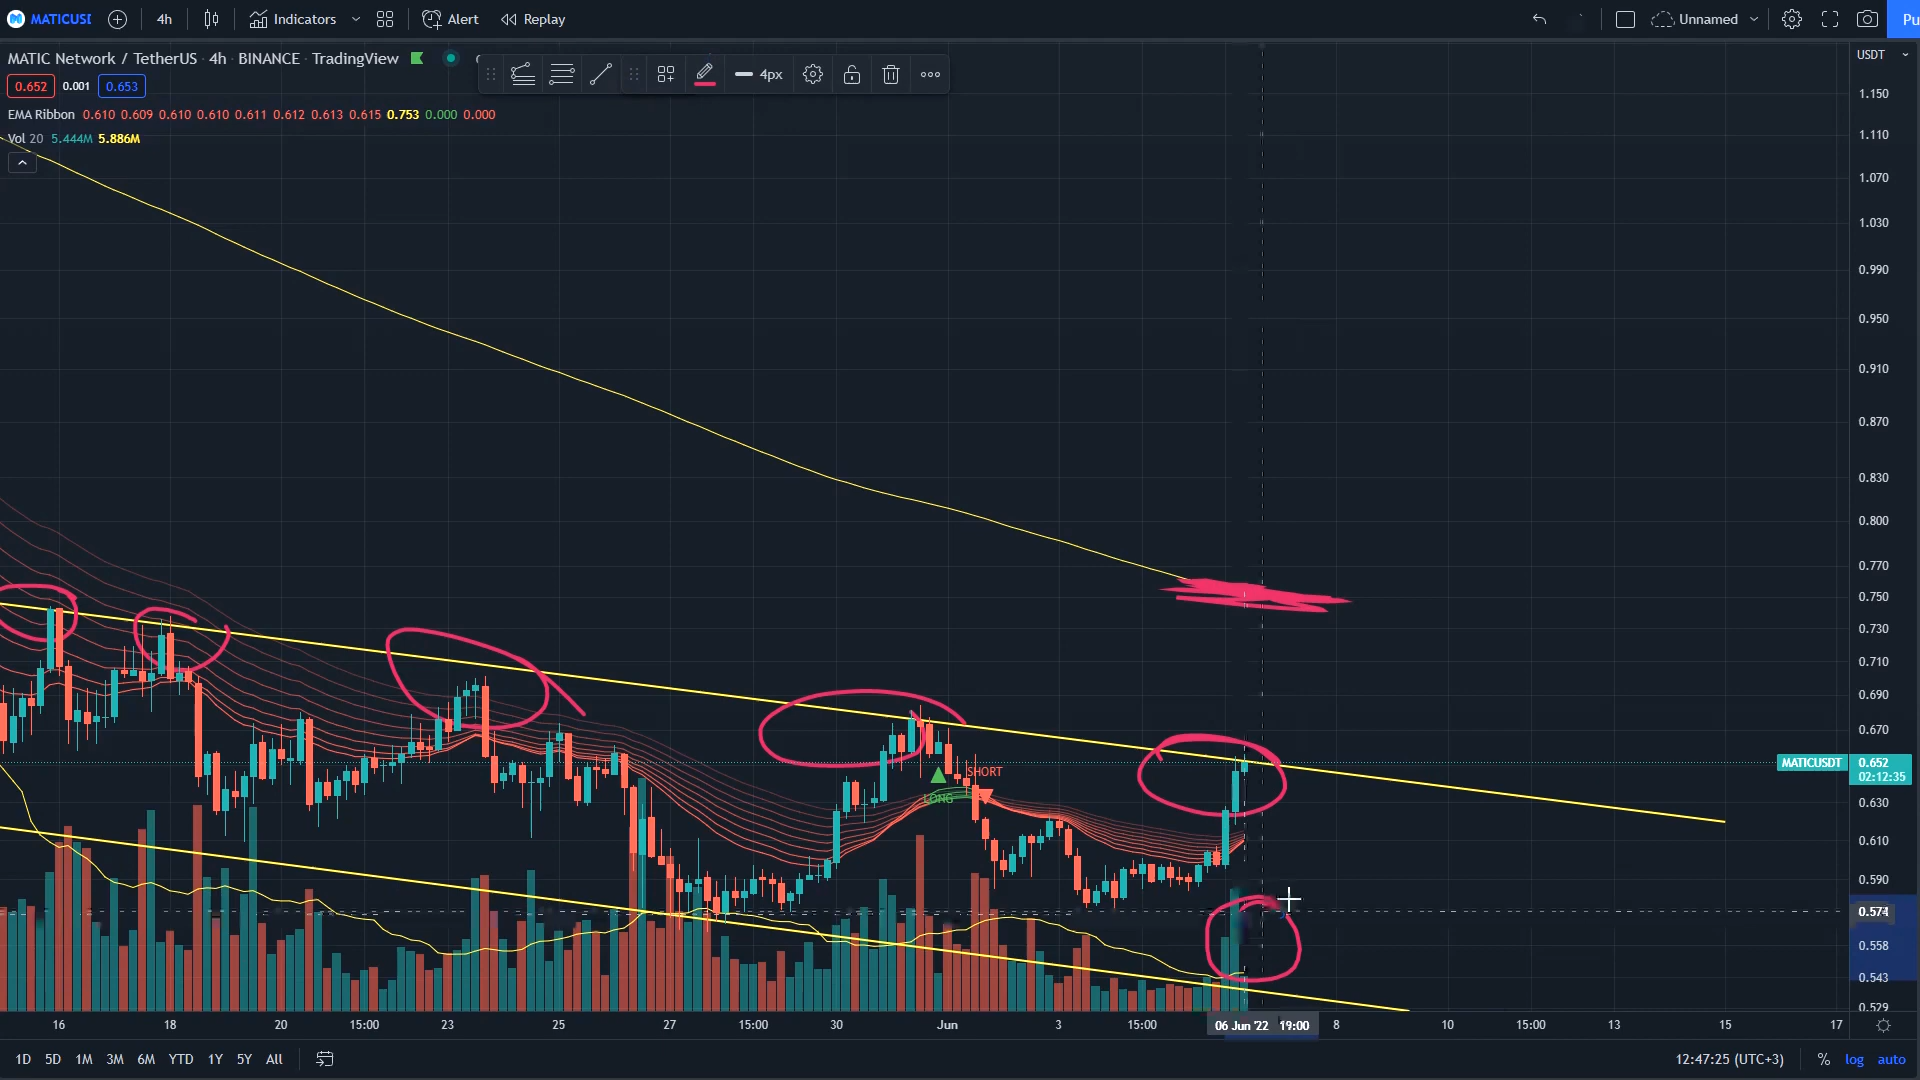 MATICUSI 4h Indicators Alert Replay Unnamed Pu
MATIC Network / TetherUS · 4h · BINANCE · TradingView
USDT
4px
0.652 0.001 0.653
EMA Ribbon 0.610 0.609 0.610 0.610 0.611 0.612 0.613 0.615 0.753 0.000 0.000
Vol 20 5.444M 5.886M
1.150
1.110
1.070
1.030
0.990
0.950
0.910
0.870
0.830
0.800
0.770
0.750
0.730
0.710
0.690
0.670
MATICUSDT 0.652
02:12:35
SHORT
LONG
0.630
0.610
0.590
0.574
0.558
0.543
0.529
16 18 20 15:00 23 25 27 15:00 30 Jun 3 15:00 06 Jun '22 19:00 8 10 15:00 13 15 17
1D 5D 1M 3M 6M YTD 1Y 5Y All 12:47:25 (UTC+3) % log auto